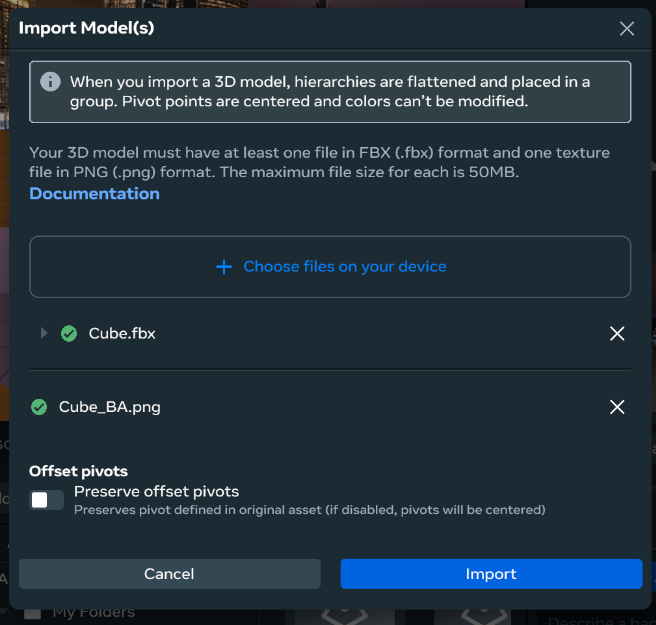 Import Model(s)
When you import a 3D model, hierarchies are flattened and placed in a
group. Pivot points are centered and colors can't be modified.
Your 3D model must have at least one file in FBX (.fbx) format and one texture
file in PNG (.png) format. The maximum file size for each is 50MB.
Documentation
+ Choose files on your device
Cube.fbx
Cube_BA.png
Offset pivots
Preserve offset pivots
Preserves pivot defined in original asset (if disabled, pivots will be centered)
Cancel
Import
My Folders